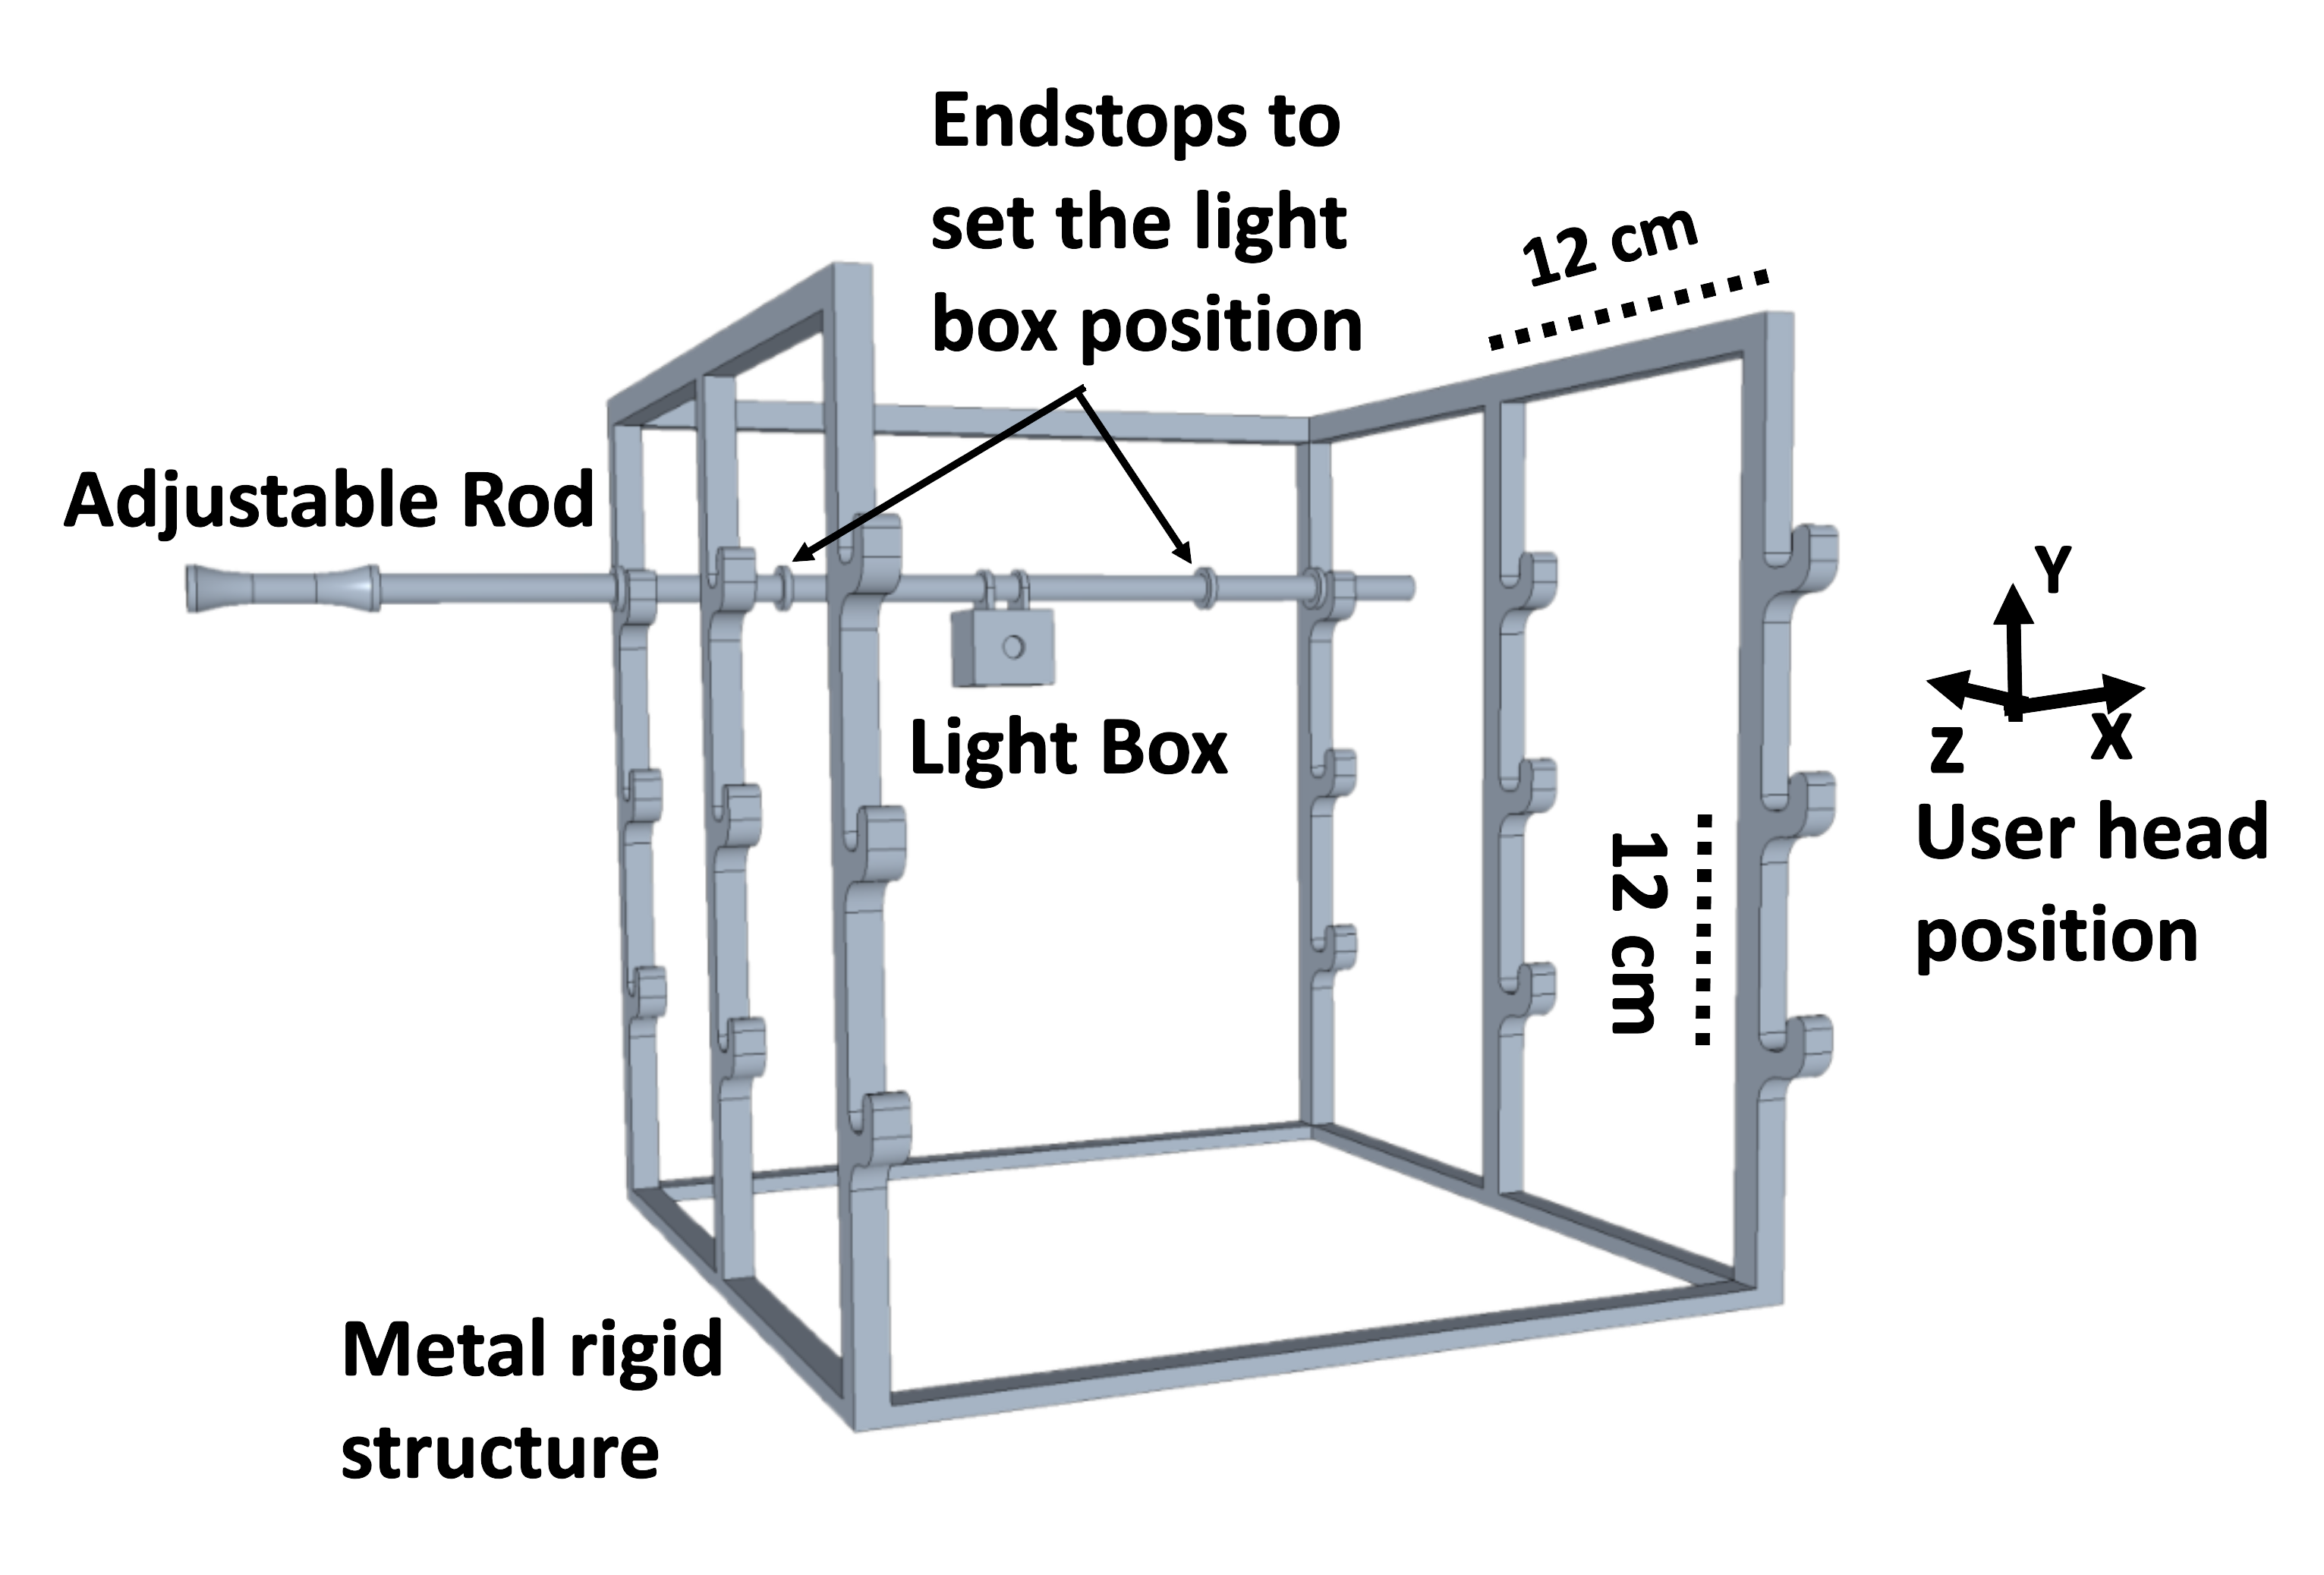 Endstops to
set the light
box position
12 cm
Adjustable Rod
Light Box
Y
Z
X
User head
position
12 cm
Metal rigid
structure